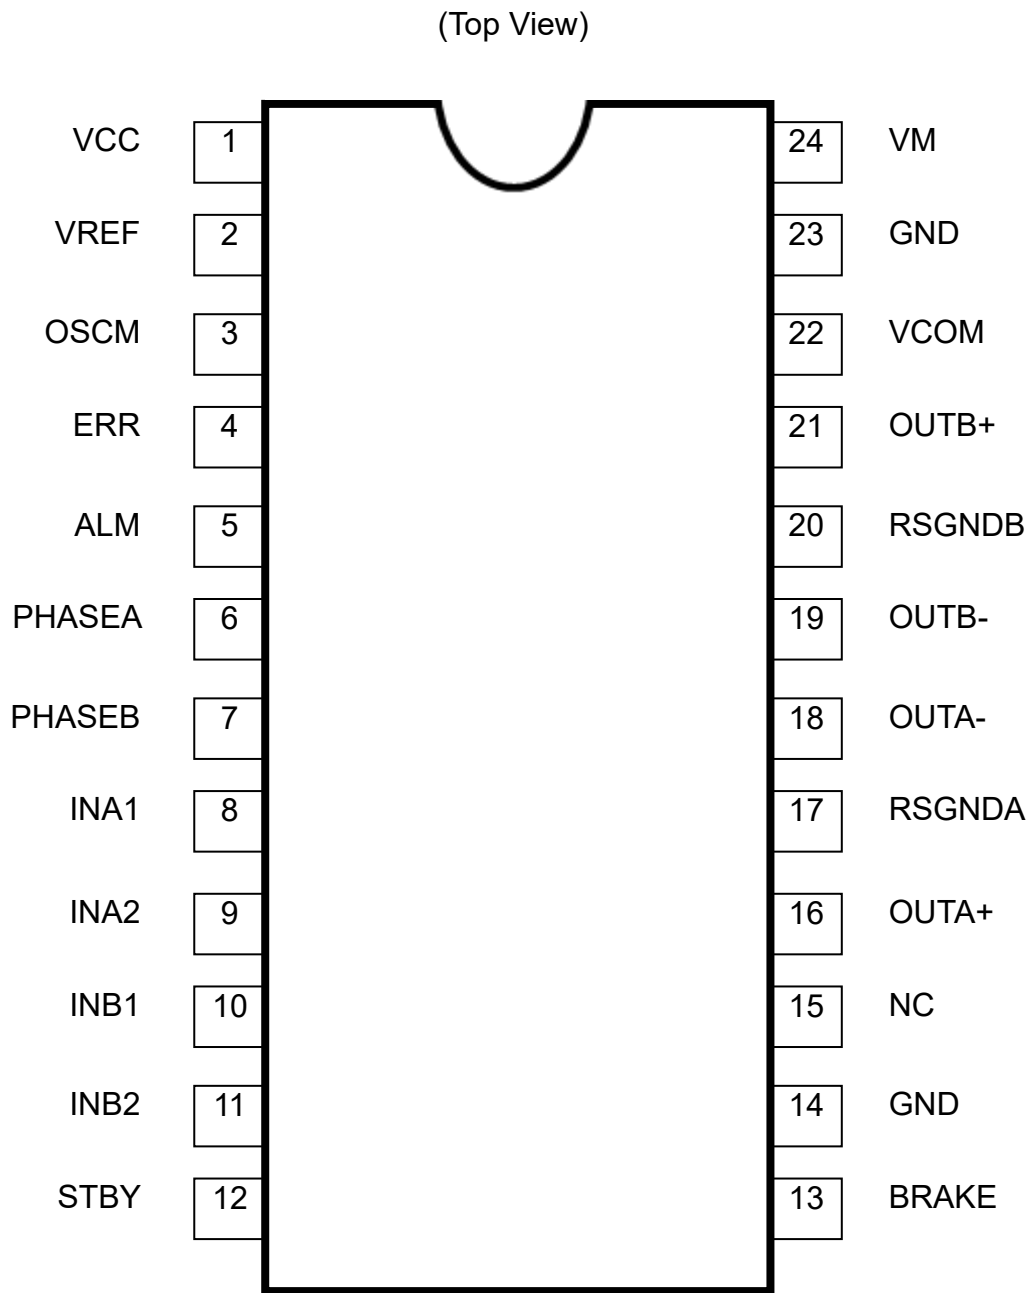 (Top View)
VCC 1 24 VM
VREF 2 23 GND
OSCM 3 22 VCOM
ERR 4 21 OUTB+
ALM 5 20 RSGNDB
PHASEA 6 19 OUTB-
PHASEB 7 18 OUTA-
INA1 8 17 RSGNDA
INA2 9 16 OUTA+
INB1 10 15 NC
INB2 11 14 GND
STBY 12 13 BRAKE